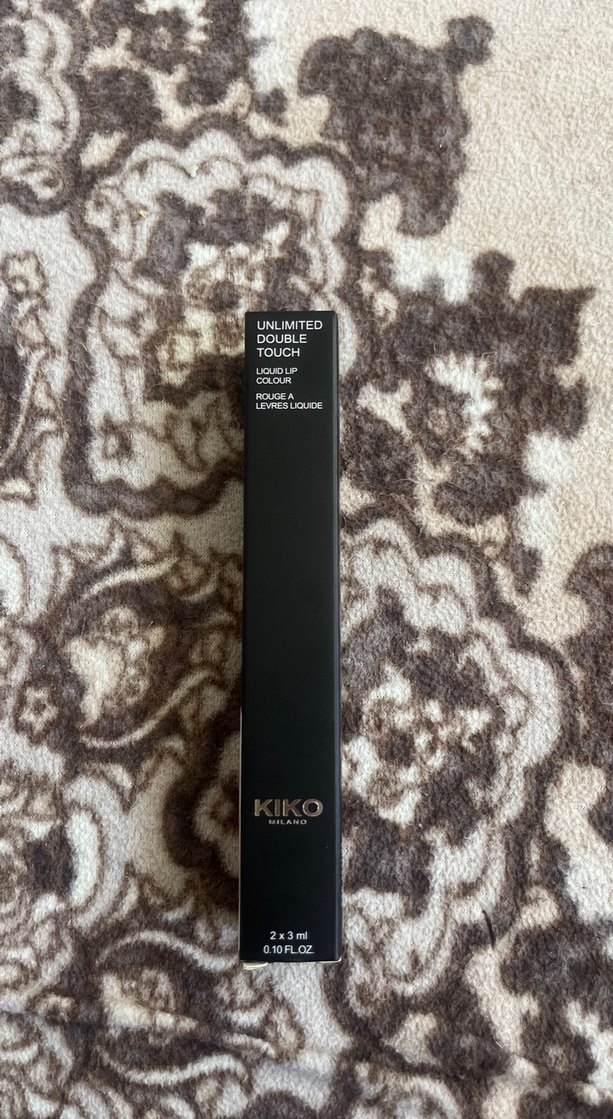 UNLIMITED
DOUBLE
TOUCH
LIQUID LIP
COLOUR
ROUGE A
LEVRES LIQUIDE
KIKO
MILANO
2 x 3 ml
0.10 FL.OZ.